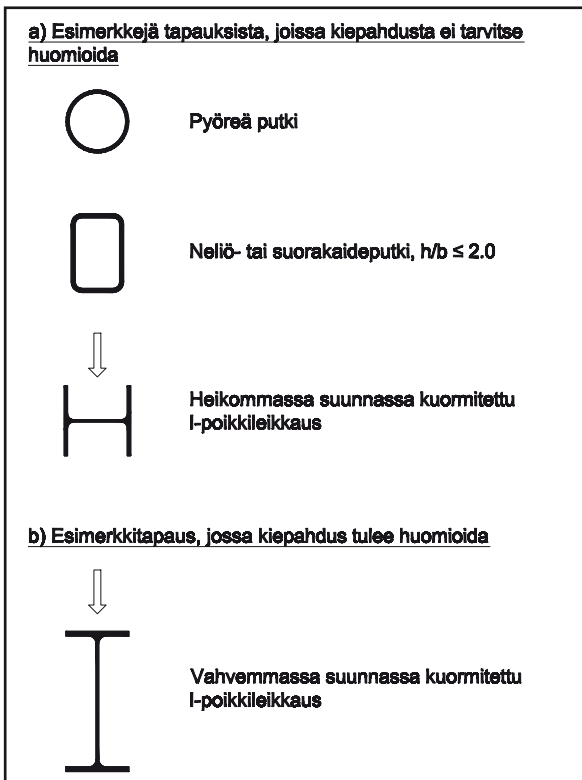 a) Esimerkkejä tapauksista, joissa kiepahdusta ei tarvitse
huomioida
Pyöreä putki
Neliö- tai suorakaideputki, h/b ≤ 2.0
Heikommassa suunnassa kuormitettu
I-poikkileikkaus
b) Esimerkkitapaus, jossa kiepahdus tulee huomioida
Vahvemmassa suunnassa kuormitettu
I-poikkileikkaus